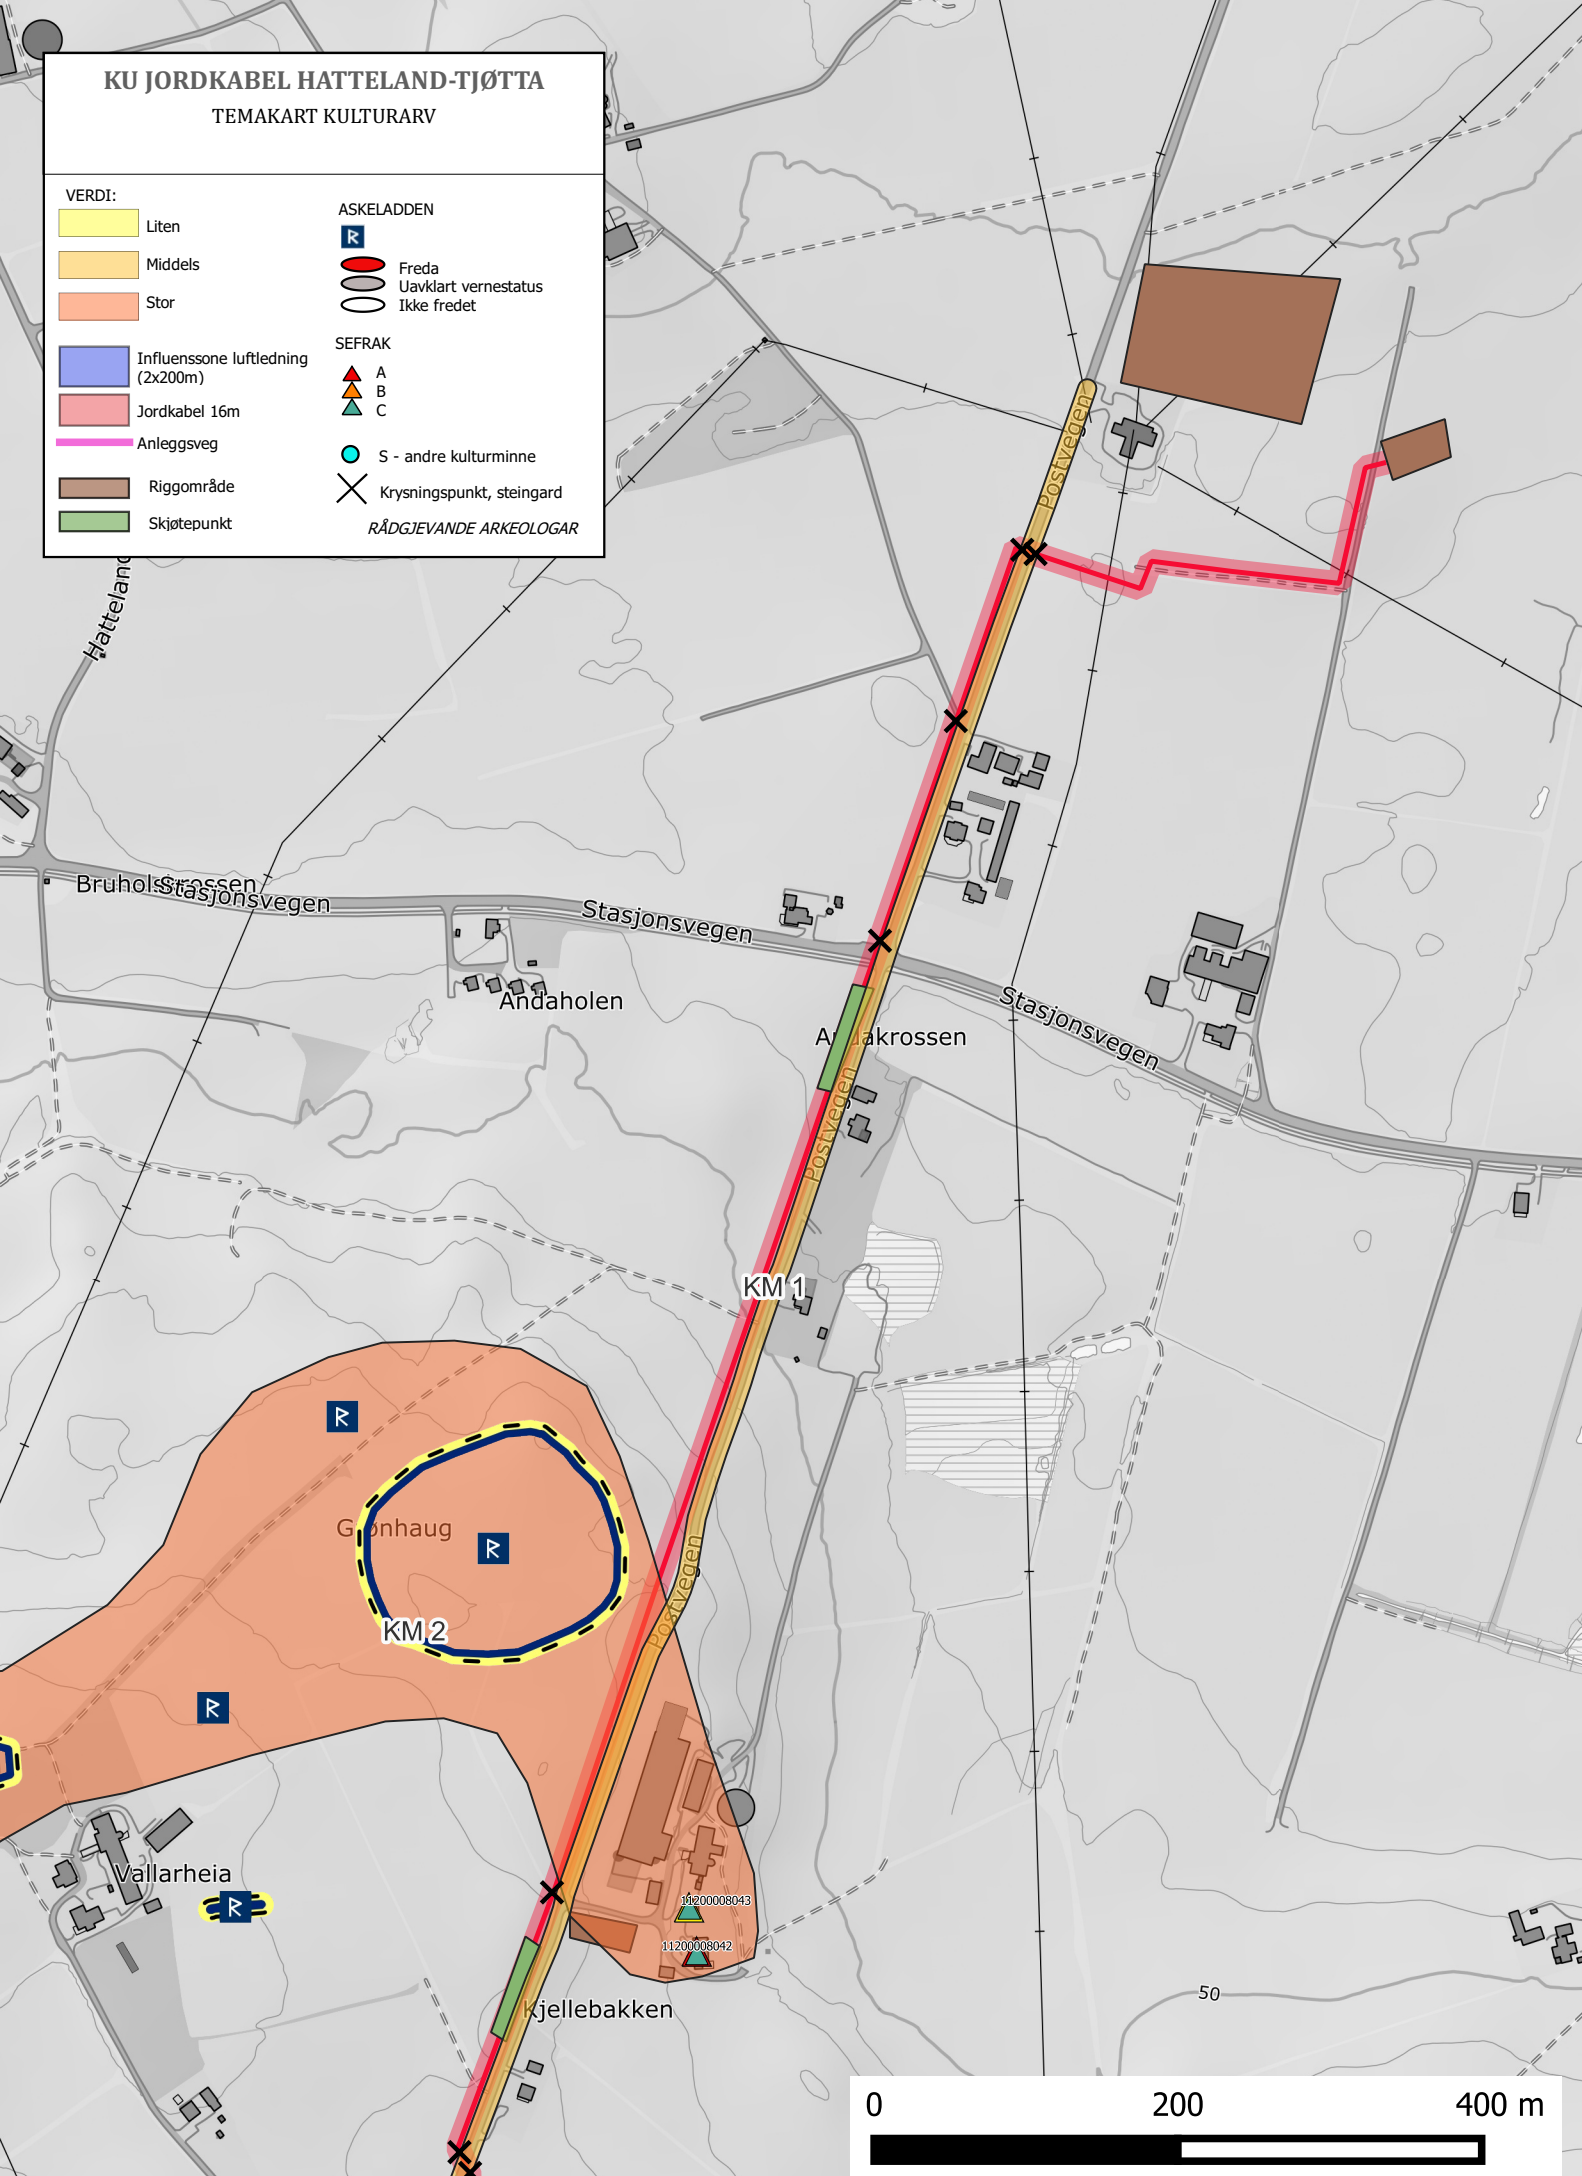 KU JORDKABEL HATTELAND-TJØTTA
TEMAKART KULTURARV
VERDI:
Liten
Middels
Stor
Influenssone luftledning
(2x200m)
Jordkabel 16m
Anleggsveg
Riggområde
Skjøtepunkt
ASKELADDEN
R
Freda
Uavklart vernestatus
Ikke fredet
SEFRAK
A
B
C
S - andre kulturminne
Krysningspunkt, steingard
RÅDGJEVANDE ARKEOLOGAR
Postvegen
Stasjonsvegen
Stasjonsvegen
Andaholen
Stasjonsvegen
Postvegen
KM 1
R
Grønhaug
R
Postvegen
KM 2
R
Vallarheia
R
11200008043
11200008042
Kjellebakken
50
0 200 400 m